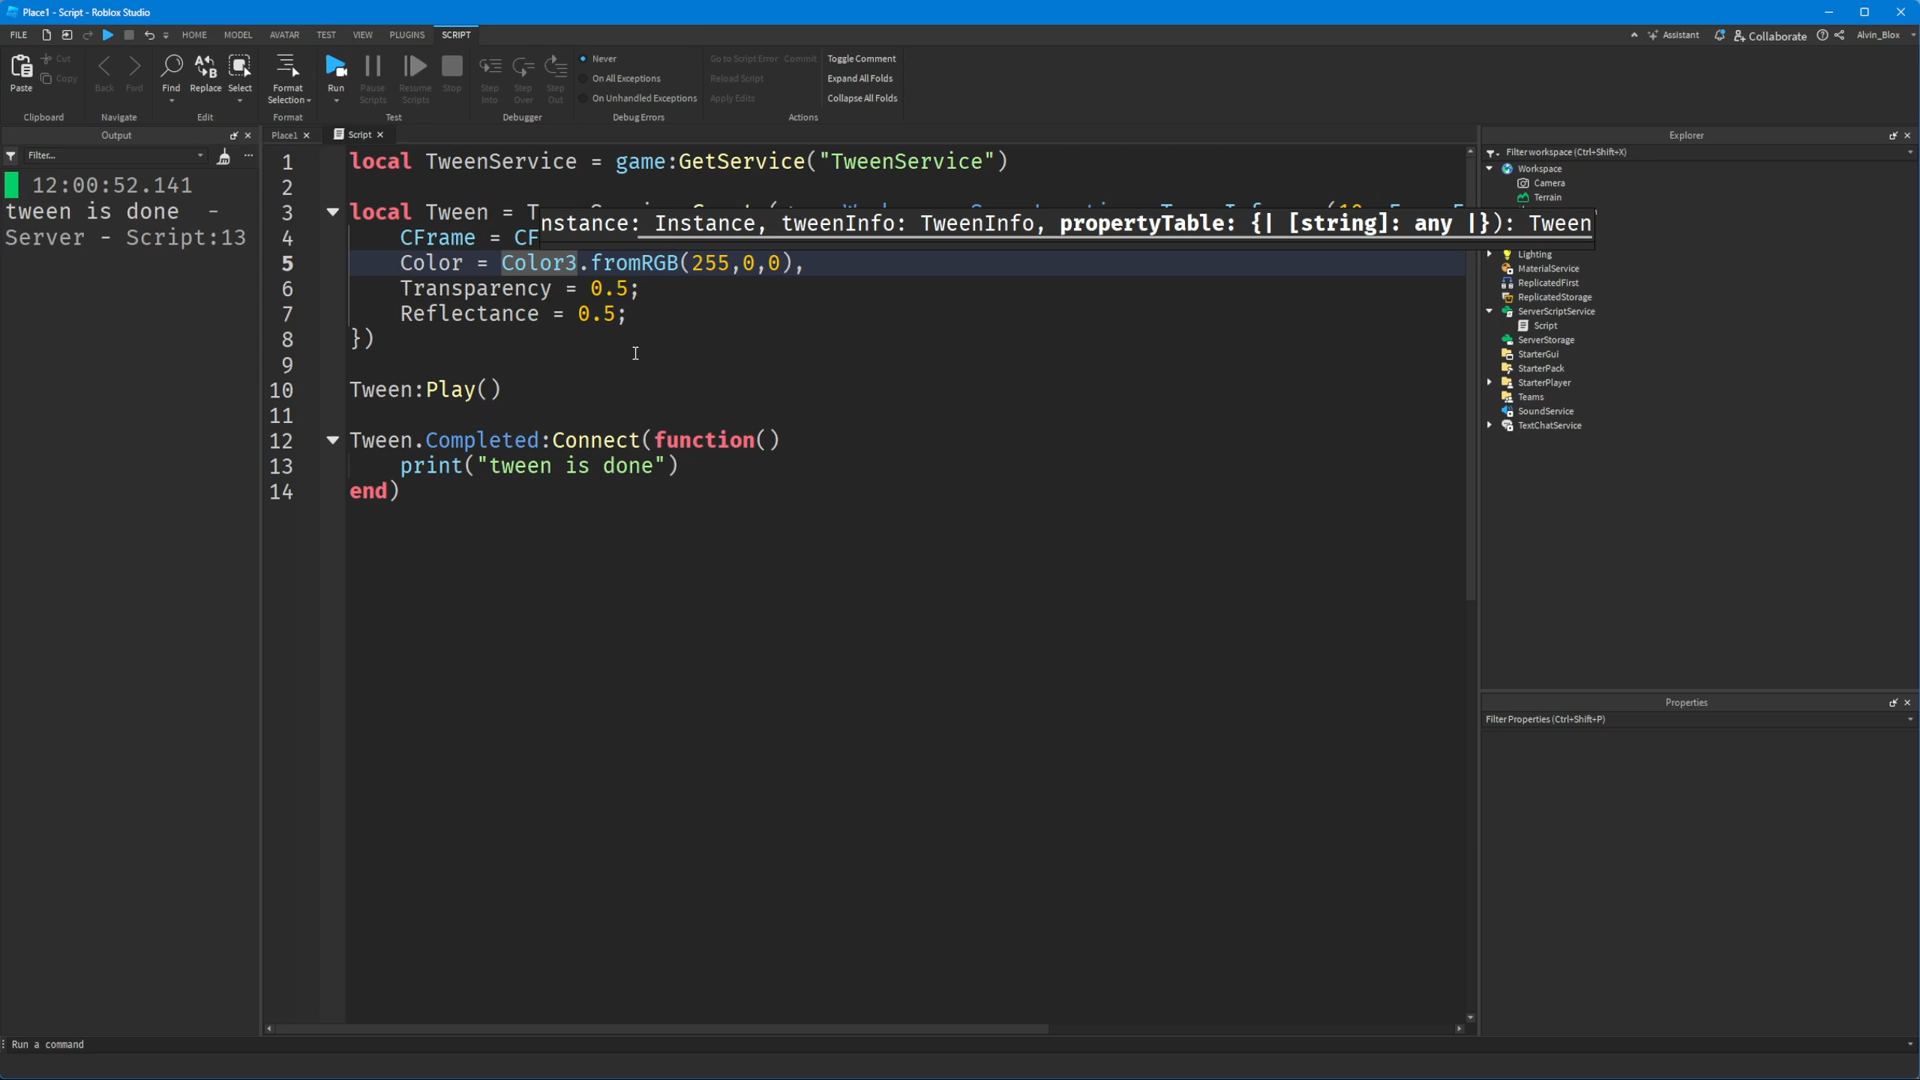 Place1 - Script - Roblox Studio
FILE HOME MODEL AVATAR TEST VIEW PLUGINS SCRIPT Assistant Collaborate Alvin_Blox
Paste Cut Copy Back Fwd Find Replace Select Format Selection Run Pause Scripts Resume Scripts Stop Step Into Step Over Step Out
Never
On All Exceptions
On Unhandled Exceptions
Go to Script Error Commit
Reload Script
Apply Edits
Toggle Comment
Expand All Folds
Collapse All Folds
Clipboard Navigate Edit Format Test Debugger Debug Errors Actions
Output
Filter...
12:00:52.141
tween is done -
Server - Script:13
Place1 Script
1 local TweenService = game:GetService("TweenService")
2
3 local Tween = T
nstance: Instance, tweenInfo: TweenInfo, propertyTable: {| [string]: any |}): Tween
4 CFrame = CF
5 Color = Color3.fromRGB(255,0,0),
6 Transparency = 0.5;
7 Reflectance = 0.5;
8 })
9
10 Tween:Play()
11
12 Tween.Completed:Connect(function()
13 print("tween is done")
14 end)
Explorer
Filter workspace (Ctrl+Shift+X)
Workspace
Camera
Terrain
Lighting
MaterialService
ReplicatedFirst
ReplicatedStorage
ServerScriptService
Script
ServerStorage
StarterGui
StarterPack
StarterPlayer
Teams
SoundService
TextChatService
Properties
Filter Properties (Ctrl+Shift+P)
Run a command